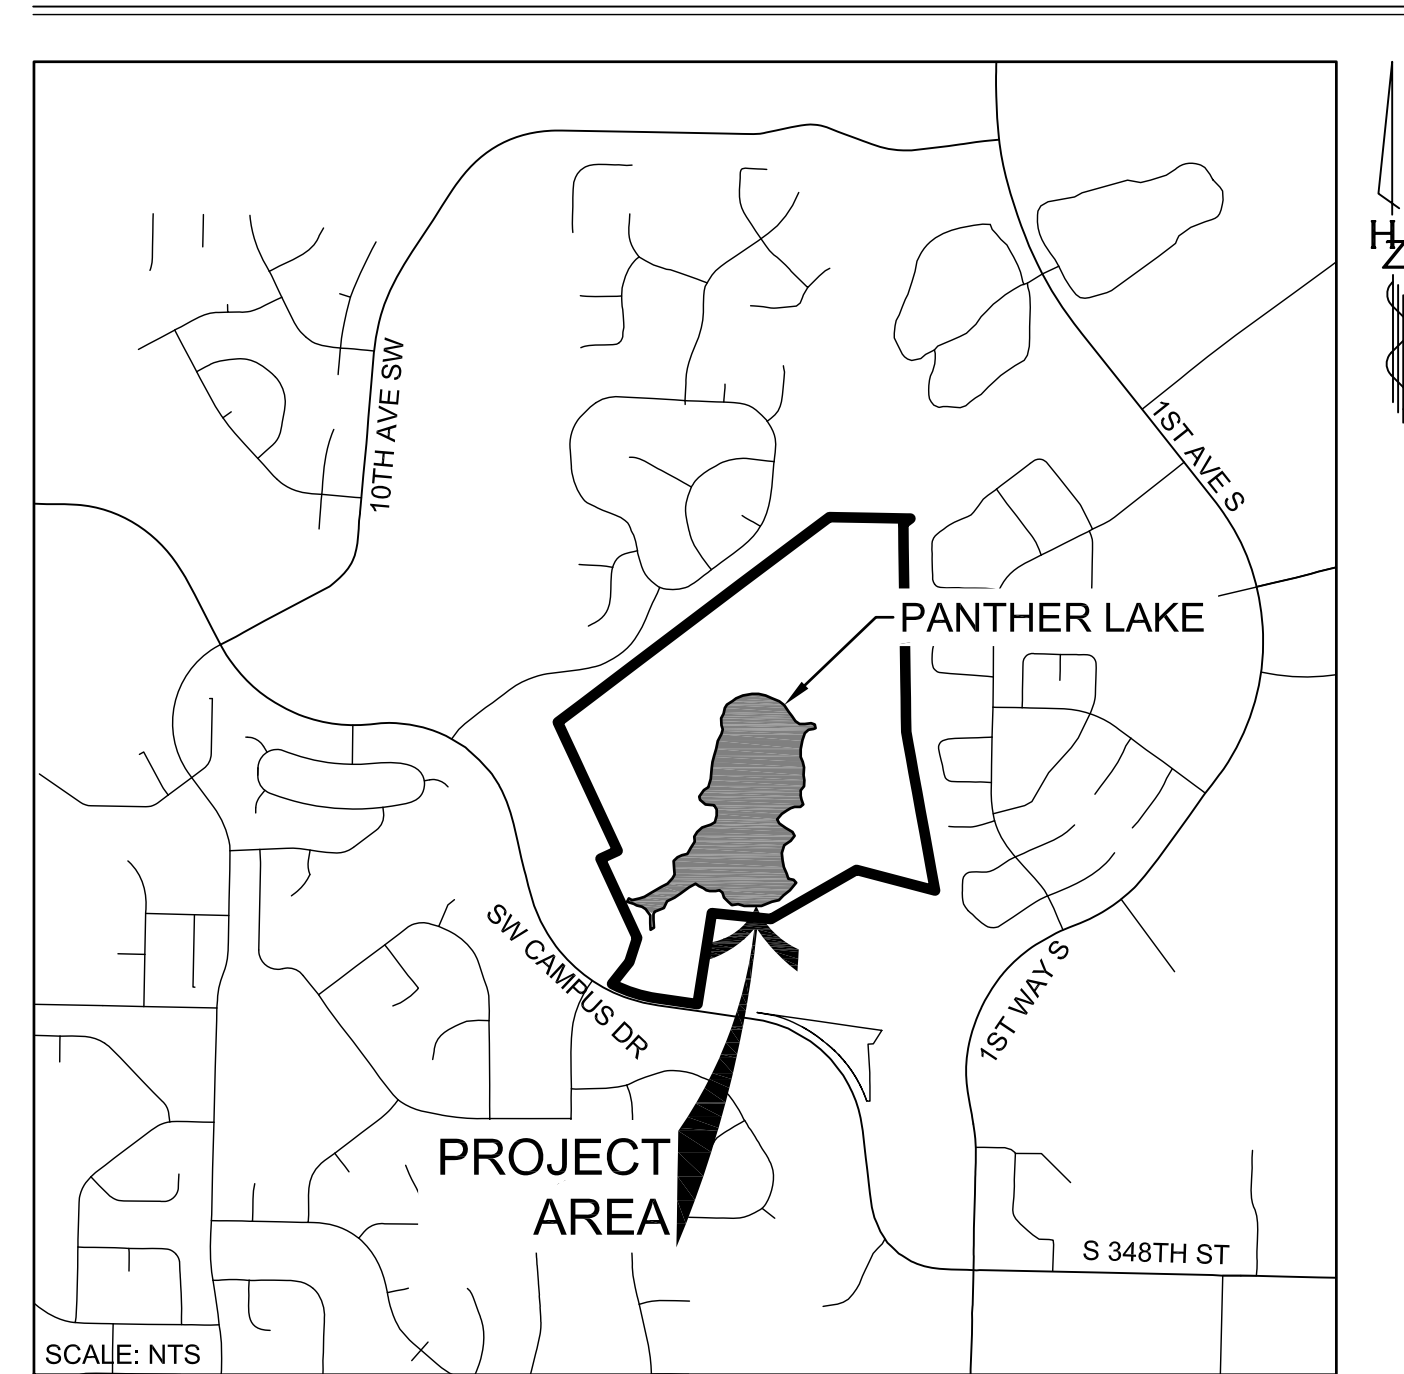 10TH AVE SW
1ST AVE S
PANTHER LAKE
SW CAMPUS DR
1ST WAY S
PROJECT
AREA
S 348TH ST
SCALE: NTS